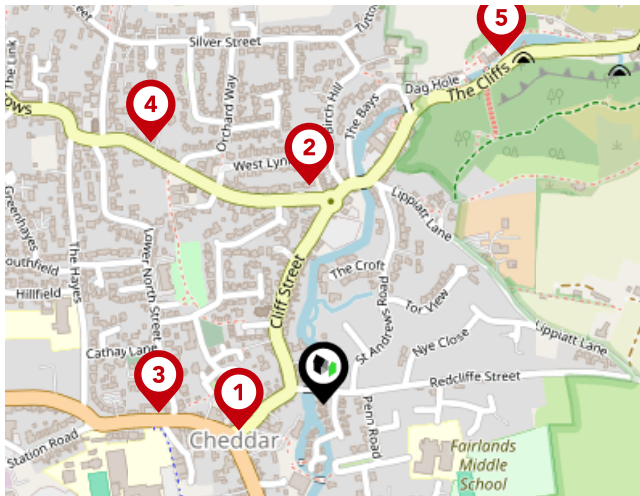 5
The Link
Silver Street
Tutto
Dag Hole
The Cliffs
ows
4
Orchard Way
Birch Hill
The Bays
2
West Lyn
Lippiatt Lane
Greenhayes
The Hayes
Lower North Street
outhfield
Hillfield
Cliff Street
The Croft
St Andrews Road
Tor View
Nye Close
Lippiatt Lane
Cathay Lane
3
1
Redcliffe Street
Cheddar
Station Road
Penn Road
Fairlands
Middle
School